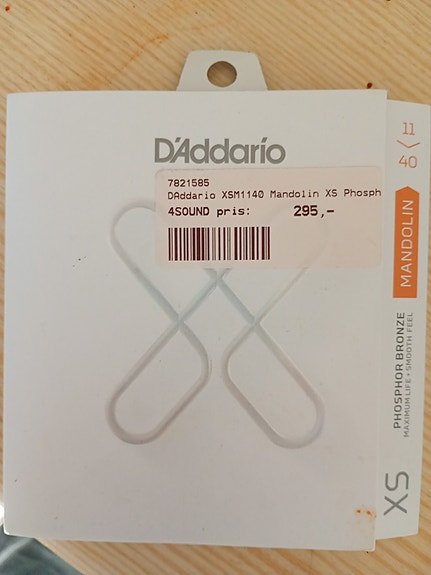 D'Addario
7821585
DAddario XSM1140 Mandolin XS Phosph
4SOUND pris: 295,-
11
40
MANDOLIN
PHOSPHOR BRONZE
MAXIMUM LIFE + SMOOTH FEEL
XS